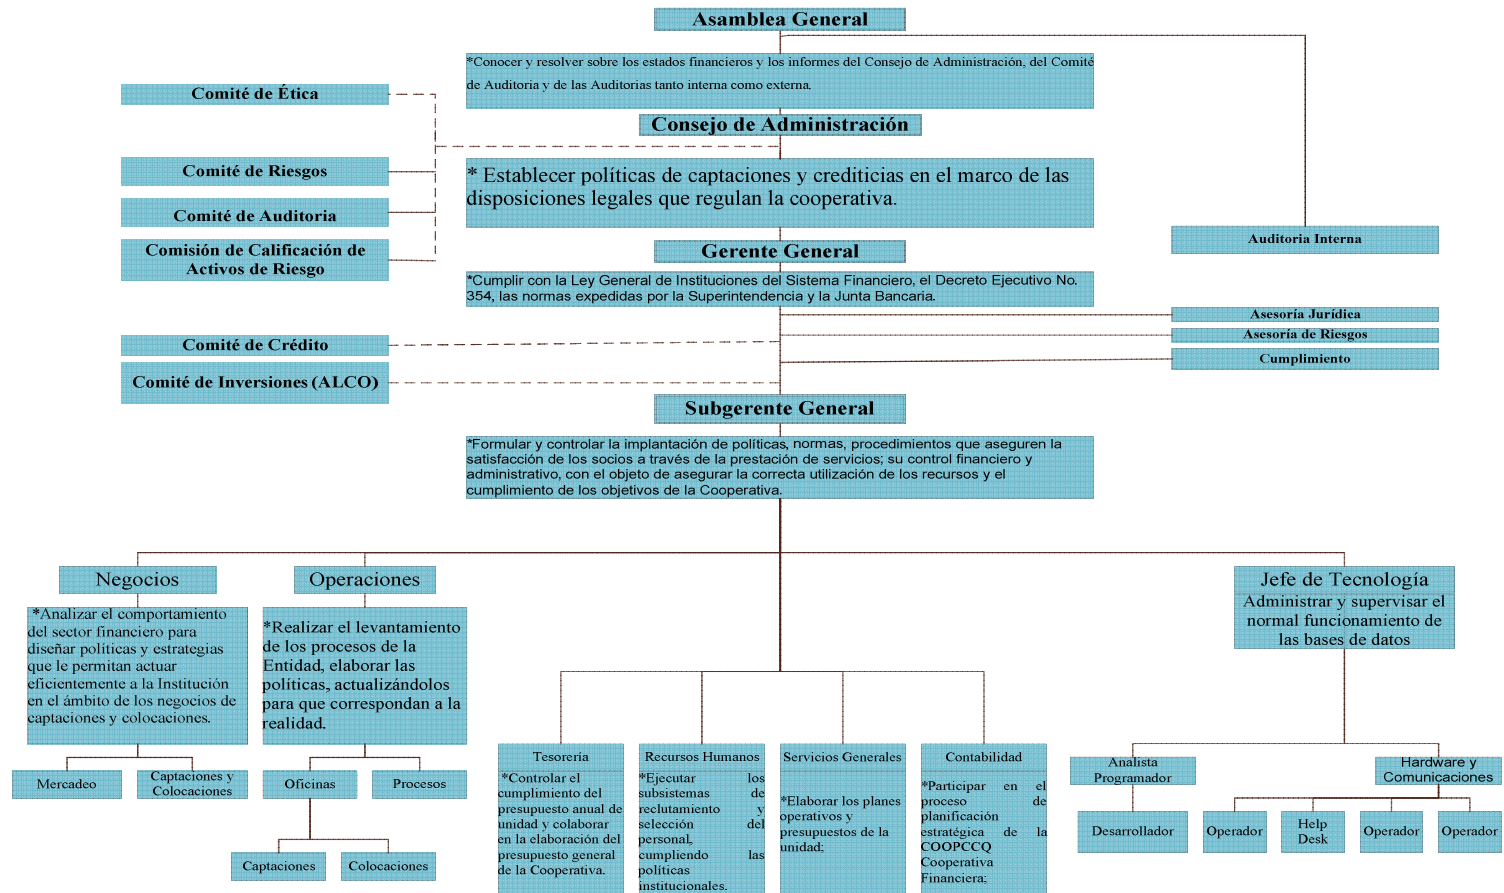 Asamblea General
*Conocer y resolver sobre los estados financieros y los informes del Consejo de Administración, del Comité
de Auditoria y de las Auditorias tanto interna como externa.
Comité de Ética
Consejo de Administración
Comité de Riesgos
* Establecer políticas de captaciones y crediticias en el marco de las
disposiciones legales que regulan la cooperativa.
Comité de Auditoria
Comisión de Calificación de
Activos de Riesgo
Auditoria Interna
Gerente General
*Cumplir con la Ley General de Instituciones del Sistema Financiero, el Decreto Ejecutivo No.
354, las normas expedidas por la Superintendencia y la Junta Bancaria.
Asesoría Jurídica
Asesoría de Riesgos
Cumplimiento
Comité de Crédito
Comité de Inversiones (ALCO)
Subgerente General
*Formular y controlar la implantación de políticas, normas, procedimientos que aseguren la
satisfacción de los socios a través de la prestación de servicios; su control financiero y
administrativo, con el objeto de asegurar la correcta utilización de los recursos y el
cumplimiento de los objetivos de la Cooperativa.
Negocios
*Analizar el comportamiento
del sector financiero para
diseñar políticas y estrategias
que le permitan actuar
eficientemente a la Institución
en el ámbito de los negocios de
captaciones y colocaciones.
Operaciones
*Realizar el levantamiento
de los procesos de la
Entidad, elaborar las
políticas, actualizándolos
para que correspondan a la
realidad.
Jefe de Tecnología
Administrar y supervisar el
normal funcionamiento de
las bases de datos
Mercadeo
Captaciones y
Colocaciones
Oficinas
Procesos
Captaciones
Colocaciones
Tesorería
*Controlar el
cumplimiento del
presupuesto anual de
unidad y colaborar
en la elaboración del
presupuesto general
de la Cooperativa.
Recursos Humanos
*Ejecutar los
subsistemas de
reclutamiento y
selección del
personal,
cumpliendo las
políticas
institucionales.
Servicios Generales
*Elaborar los planes
operativos y
presupuestos de la
unidad;
Contabilidad
*Participar en el
proceso de
planificación
estratégica de la
COOPCCQ
Cooperativa
Financiera;
Analista
Programador
Hardware y
Comunicaciones
Desarrollador
Operador
Help
Desk
Operador
Operador